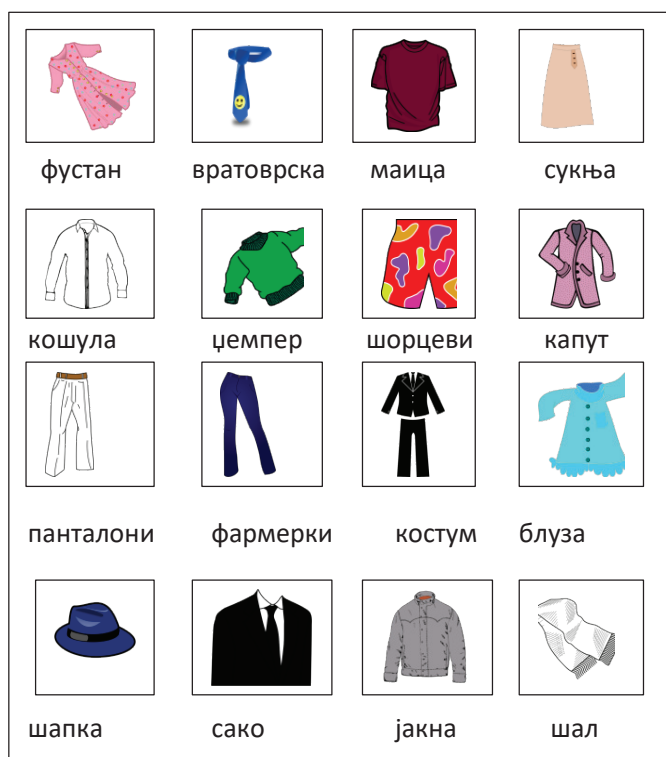 фустан вратоврска маица сукња
кошула џемпер шорцеви капут
панталони фармерки костум блуза
шапка сако јакна шал